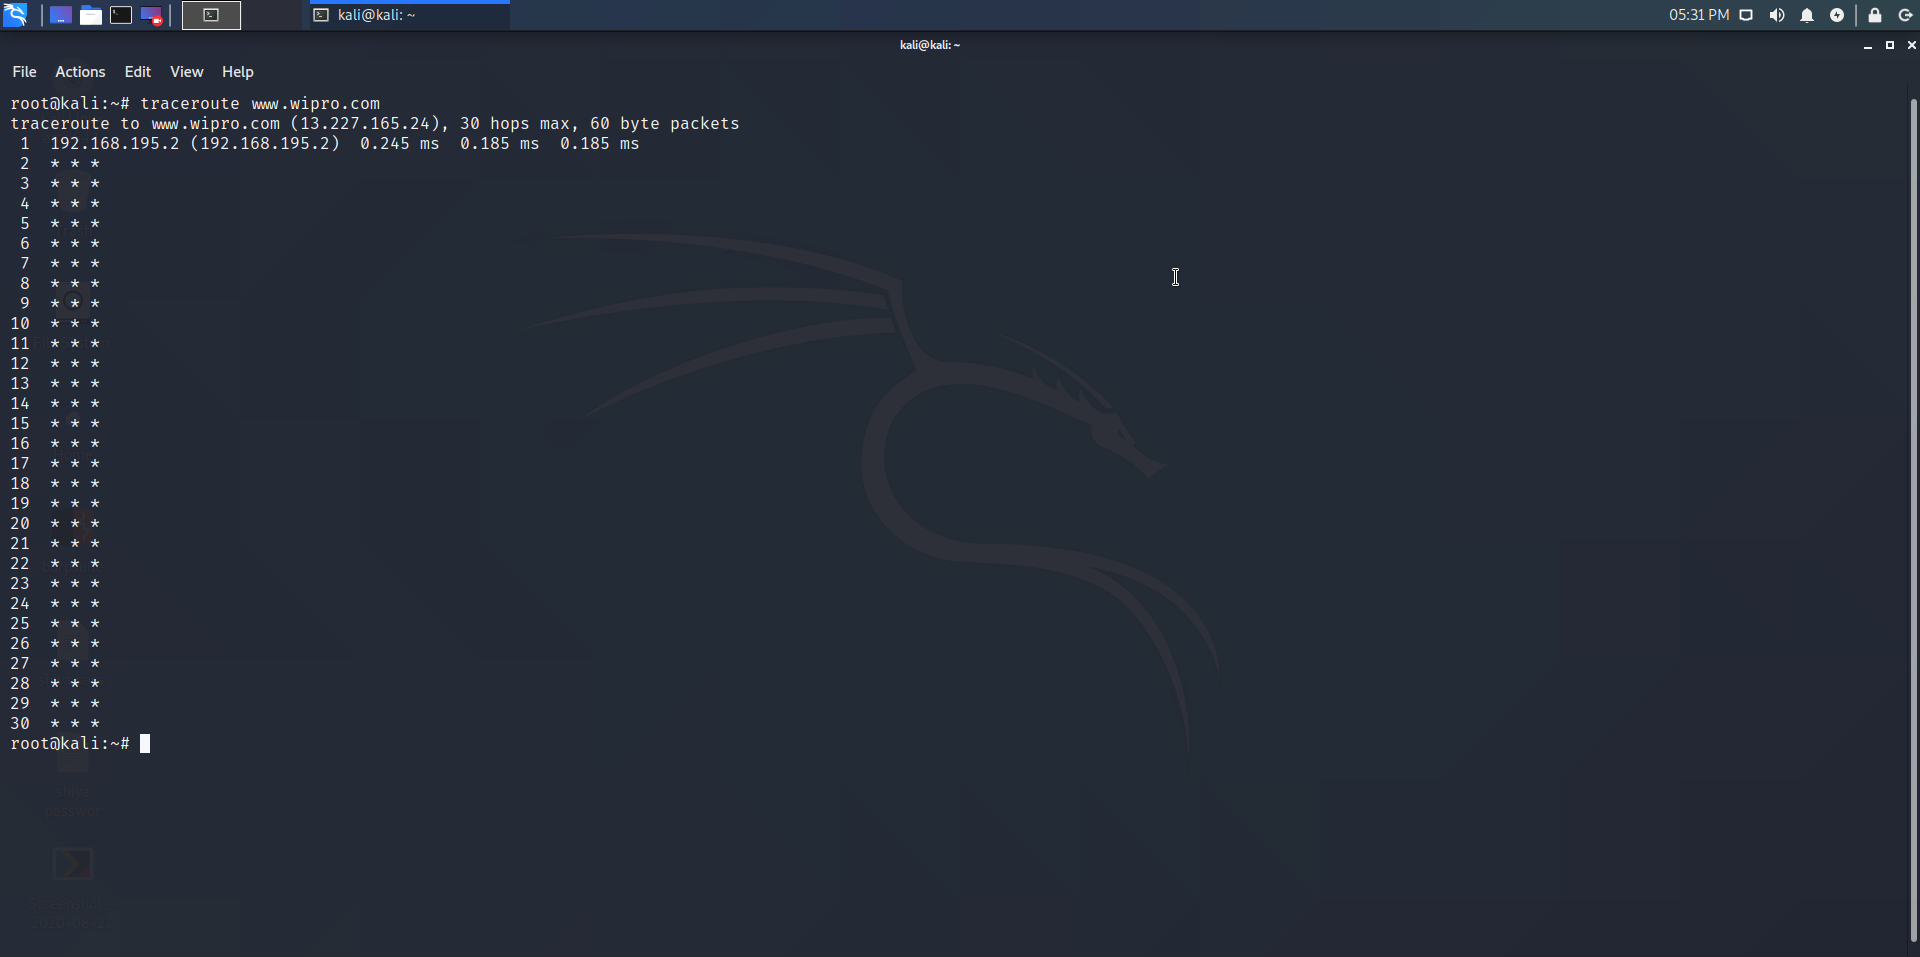 kali@kali: ~
05:31 PM
kali@kali: ~
File Actions Edit View Help
root@kali:~# traceroute www.wipro.com
traceroute to www.wipro.com (13.227.165.24), 30 hops max, 60 byte packets
 1  192.168.195.2 (192.168.195.2)  0.245 ms  0.185 ms  0.185 ms
 2  * * *
 3  * * *
 4  * * *
 5  * * *
 6  * * *
 7  * * *
 8  * * *
 9  * * *
10  * * *
11  * * *
12  * * *
13  * * *
14  * * *
15  * * *
16  * * *
17  * * *
18  * * *
19  * * *
20  * * *
21  * * *
22  * * *
23  * * *
24  * * *
25  * * *
26  * * *
27  * * *
28  * * *
29  * * *
30  * * *
root@kali:~#